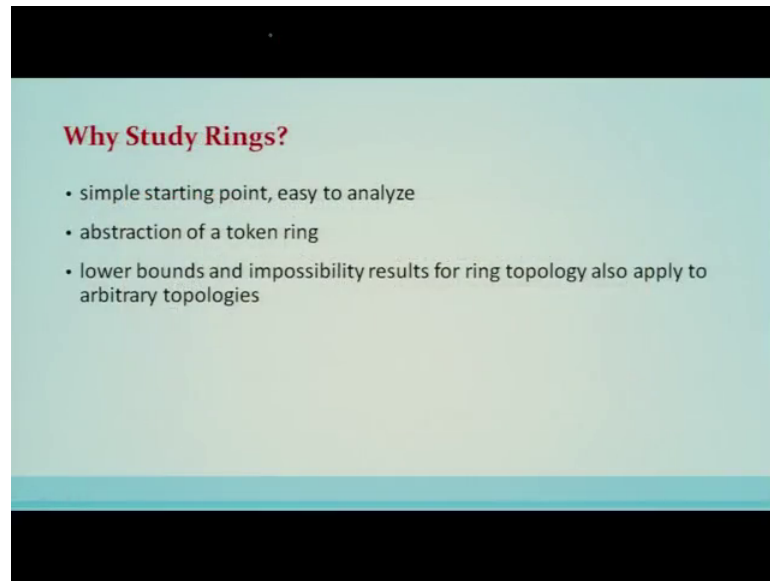 Why Study Rings?
• simple starting point, easy to analyze
• abstraction of a token ring
• lower bounds and impossibility results for ring topology also apply to
arbitrary topologies